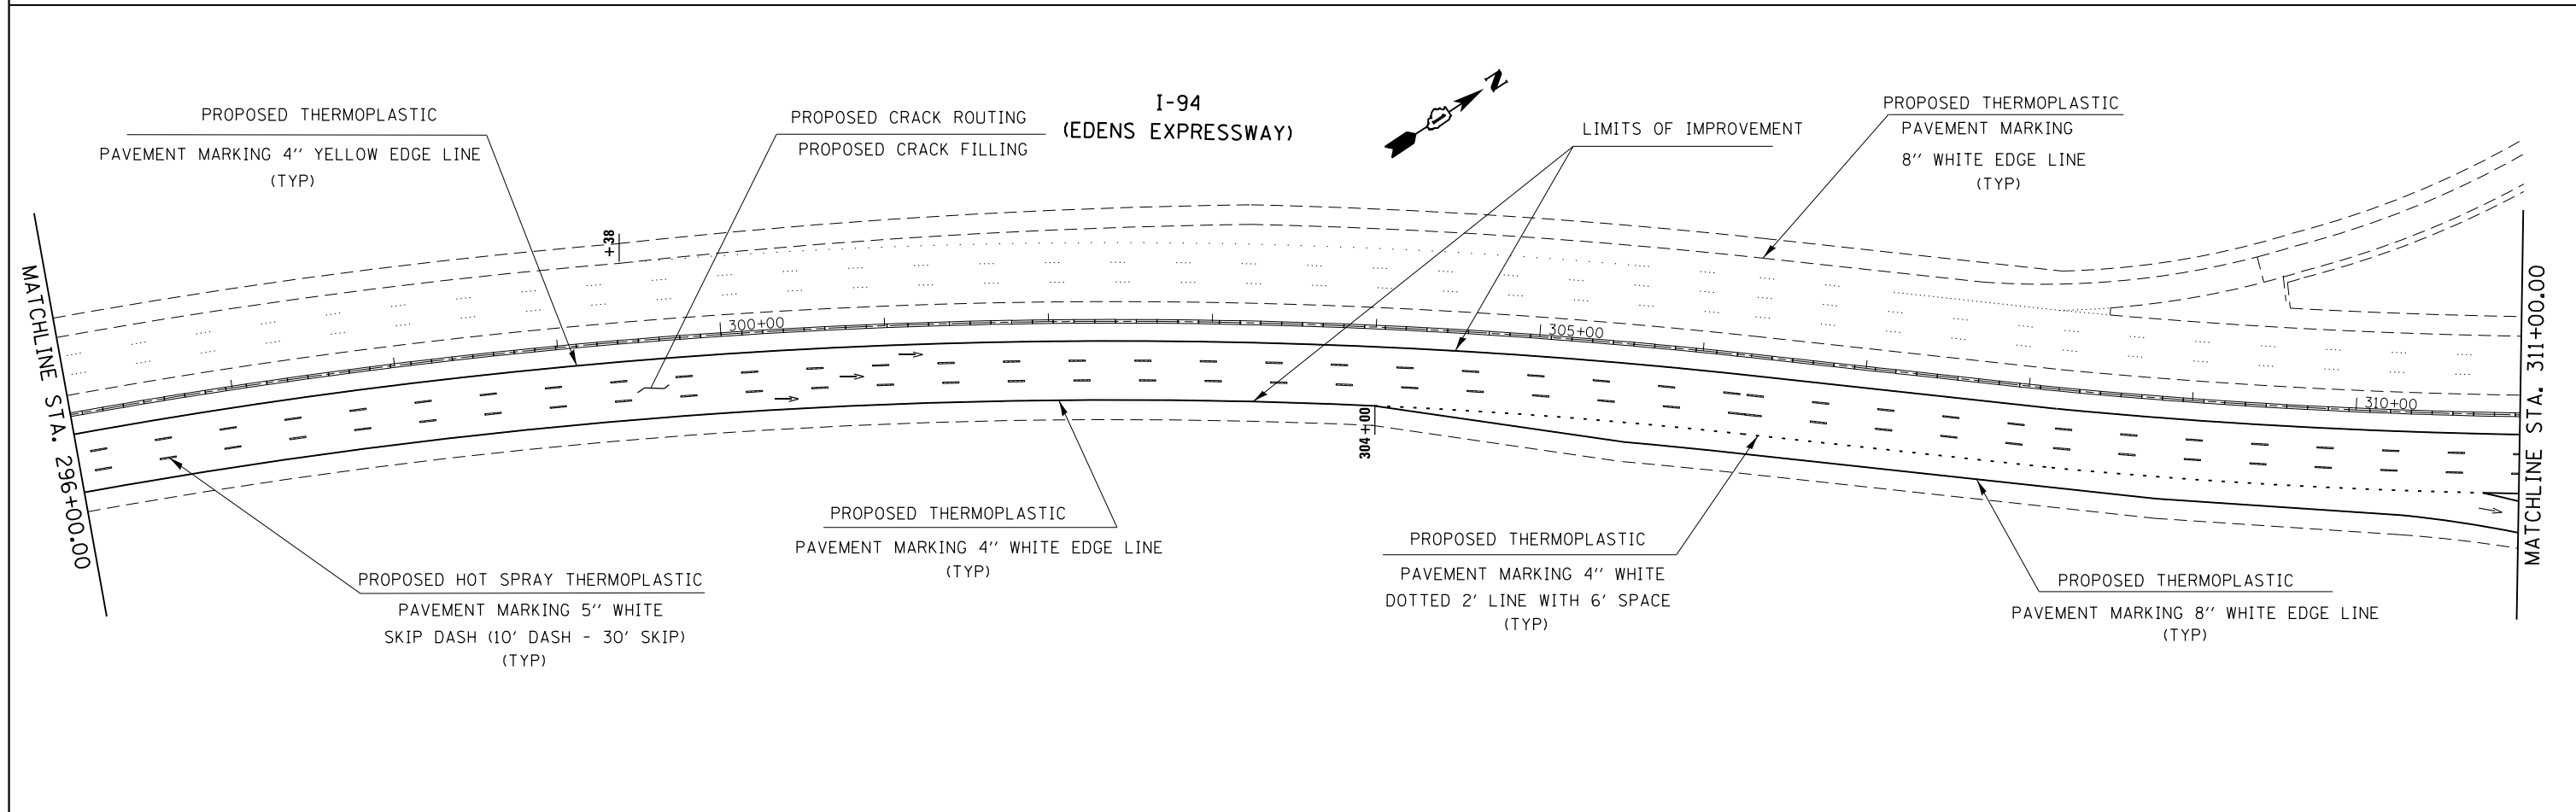 I-94
(EDENS EXPRESSWAY)
N
PROPOSED THERMOPLASTIC
PAVEMENT MARKING 4'' YELLOW EDGE LINE
(TYP)
PROPOSED CRACK ROUTING
PROPOSED CRACK FILLING
LIMITS OF IMPROVEMENT
PROPOSED THERMOPLASTIC
PAVEMENT MARKING
8'' WHITE EDGE LINE
(TYP)
MATCHLINE STA. 296+00.00
+38
300+00
305+00
310+00
304+00
MATCHLINE STA. 311+00.00
PROPOSED HOT SPRAY THERMOPLASTIC
PAVEMENT MARKING 5'' WHITE
SKIP DASH (10' DASH - 30' SKIP)
(TYP)
PROPOSED THERMOPLASTIC
PAVEMENT MARKING 4'' WHITE EDGE LINE
(TYP)
PROPOSED THERMOPLASTIC
PAVEMENT MARKING 4'' WHITE
DOTTED 2' LINE WITH 6' SPACE
(TYP)
PROPOSED THERMOPLASTIC
PAVEMENT MARKING 8'' WHITE EDGE LINE
(TYP)